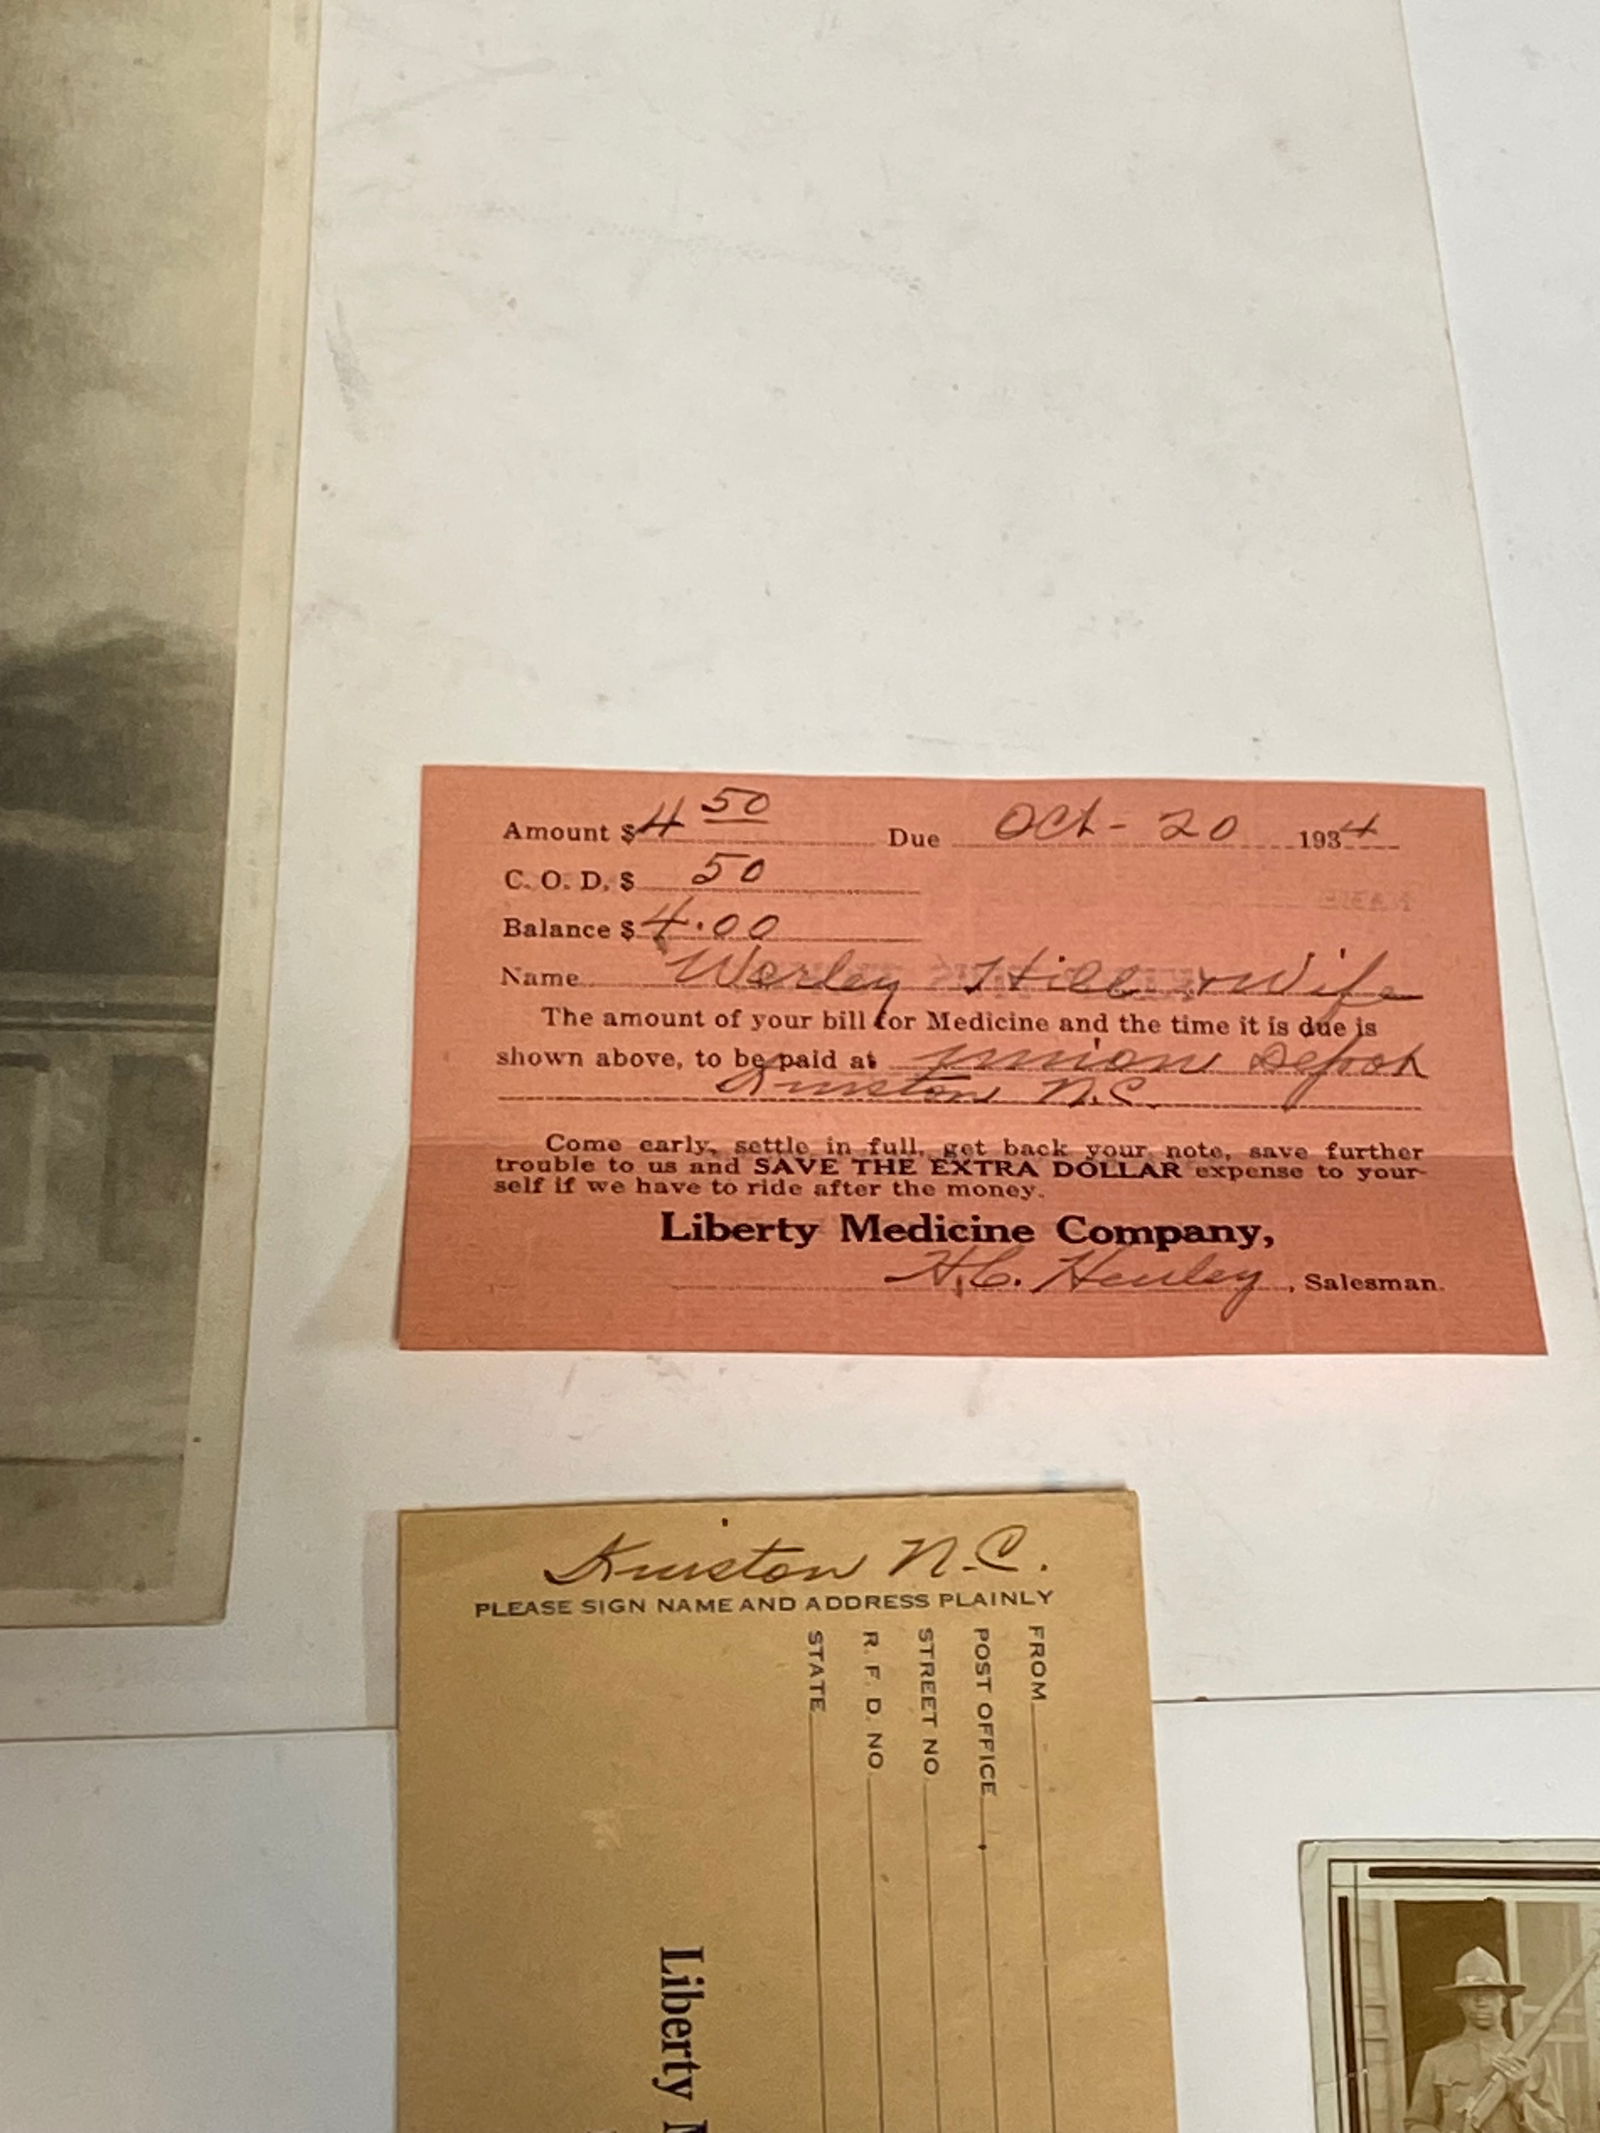 Amount $ 4 50 Due Oct - 20 1934
C. O. D. $ 50
Balance $ 4.00
Name Worley Hill & Wife
The amount of your bill for Medicine and the time it is due is
shown above, to be paid at Union Depot
Kinston N.C.
Come early, settle in full, get back your note, save further
trouble to us and SAVE THE EXTRA DOLLAR expense to your-
self if we have to ride after the money.
Liberty Medicine Company,
H.C. Henley, Salesman.
Kinston N.C.
PLEASE SIGN NAME AND ADDRESS PLAINLY
FROM
POST OFFICE
STREET NO.
R. F. D. NO.
STATE
Liberty